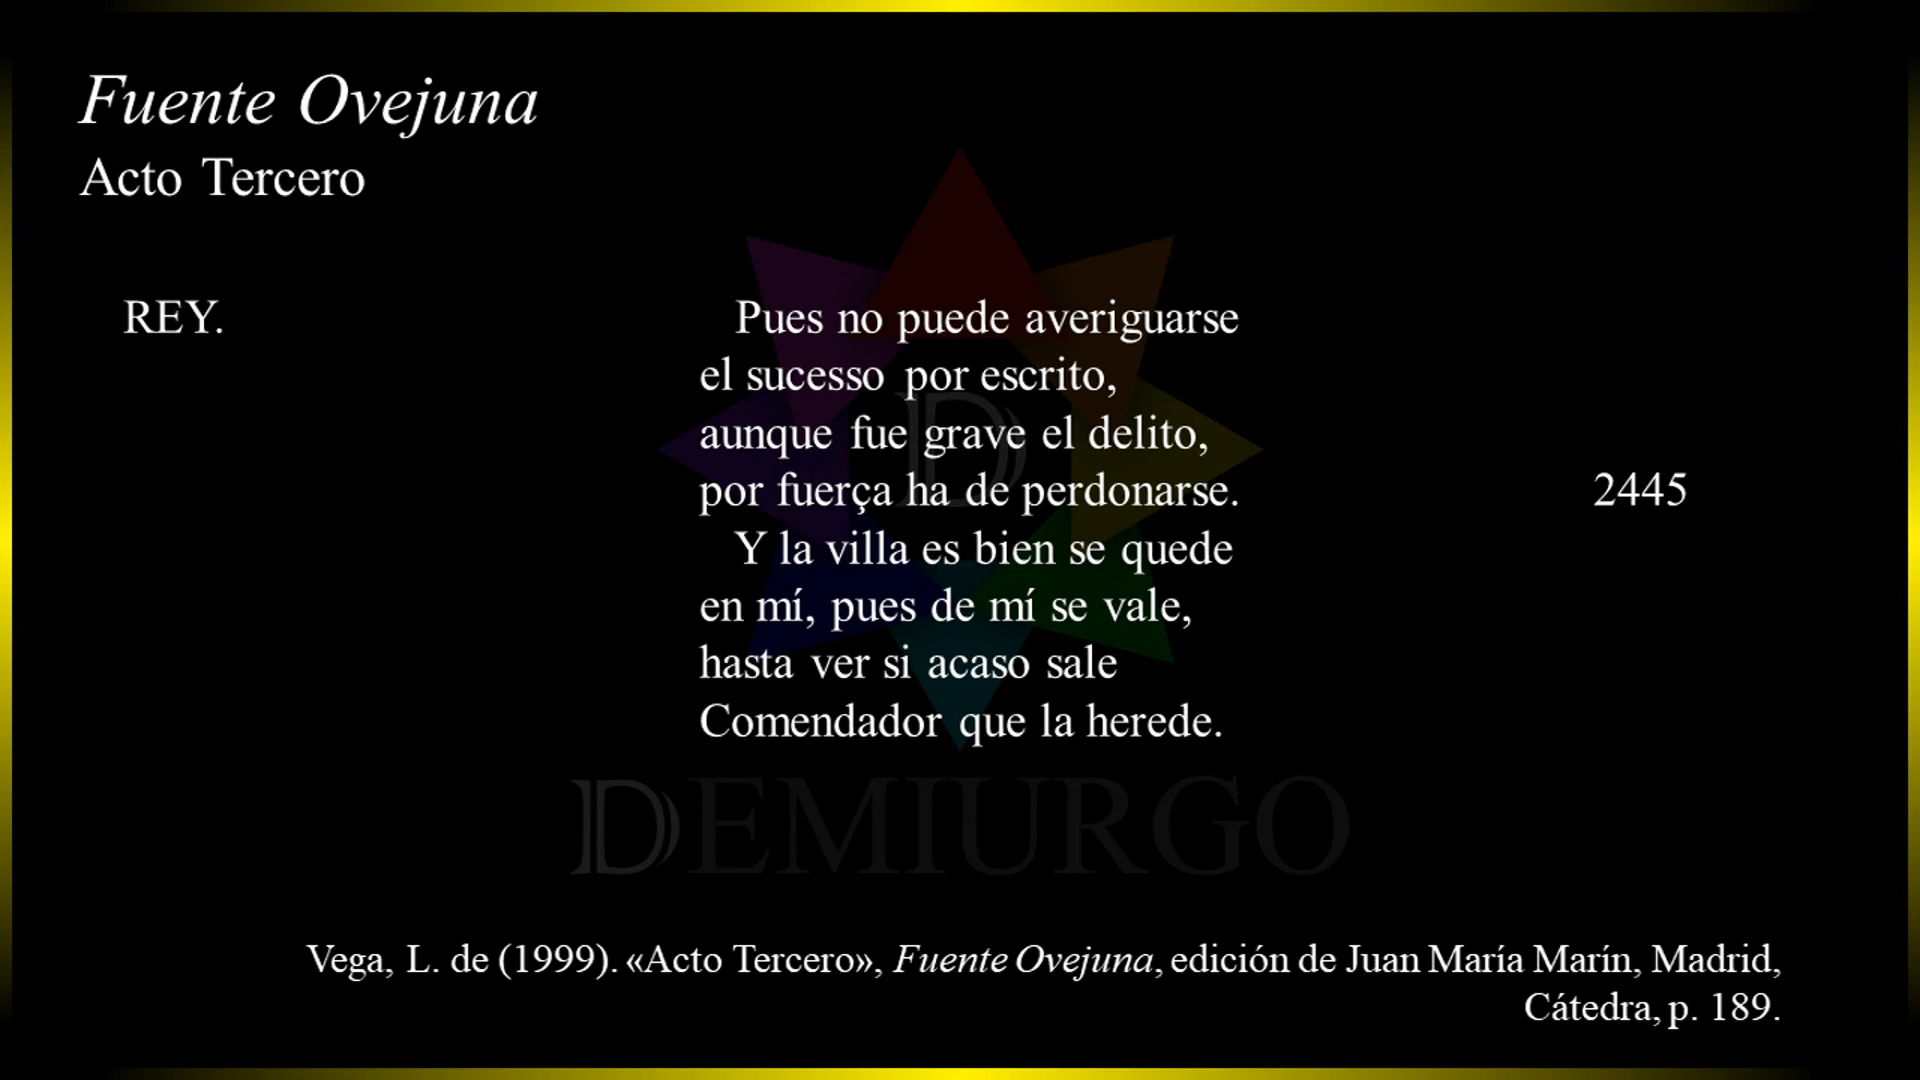 Fuente Ovejuna
Acto Tercero
REY. Pues no puede averiguarse
el sucesso por escrito,
aunque fue grave el delito,
por fuerça ha de perdonarse. 2445
Y la villa es bien se quede
en mí, pues de mí se vale,
hasta ver si acaso sale
Comendador que la herede.
D
DEMIURGO
Vega, L. de (1999). «Acto Tercero», Fuente Ovejuna, edición de Juan María Marín, Madrid,
Cátedra, p. 189.